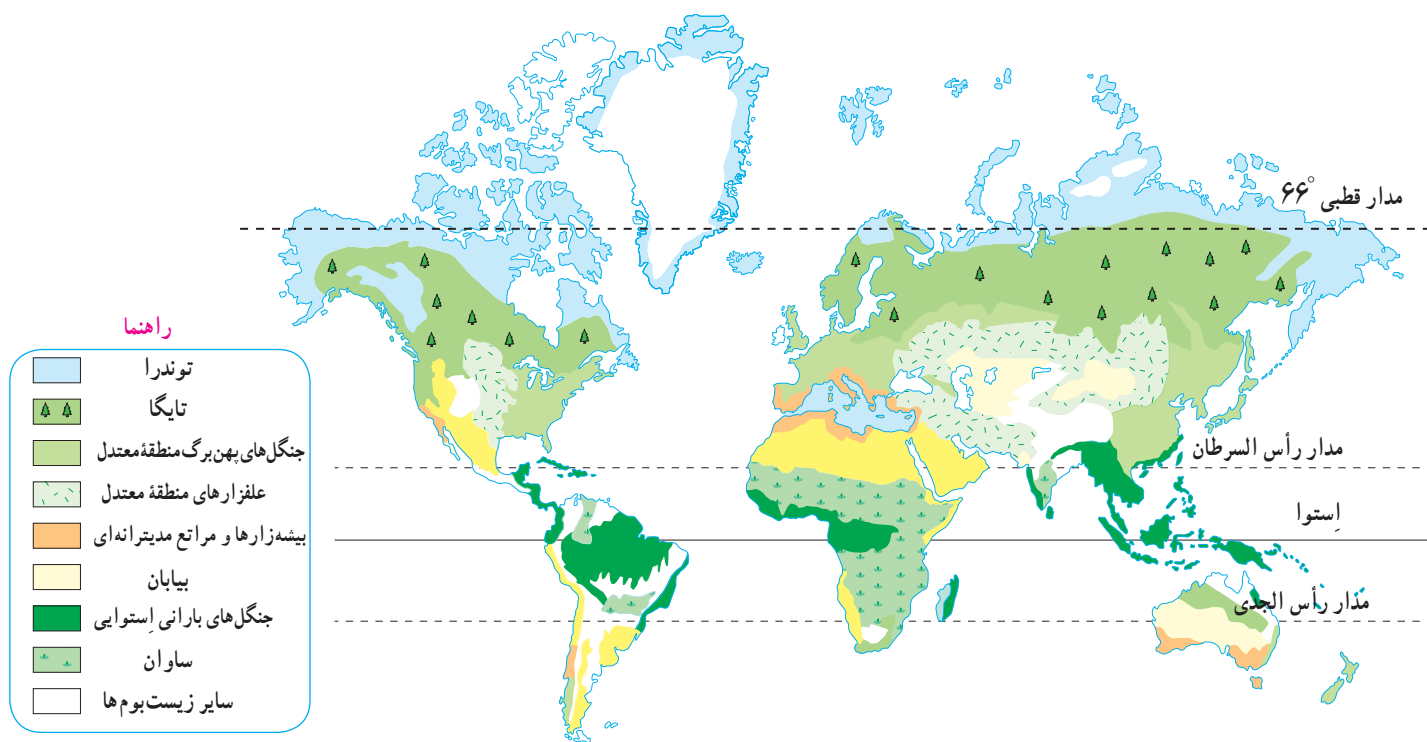 مدار قطبی °۶۶
مدار رأس السرطان
اِستوا
مدار رأس الجدی
راهنما
توندرا
تایگا
جنگل‌های پهن‌برگ منطقهٔ معتدل
علفزارهای منطقهٔ معتدل
بیشه‌زارها و مراتع مدیترانه‌ای
بیابان
جنگل‌های بارانی اِستوایی
ساوان
سایر زیست‌بوم‌ها